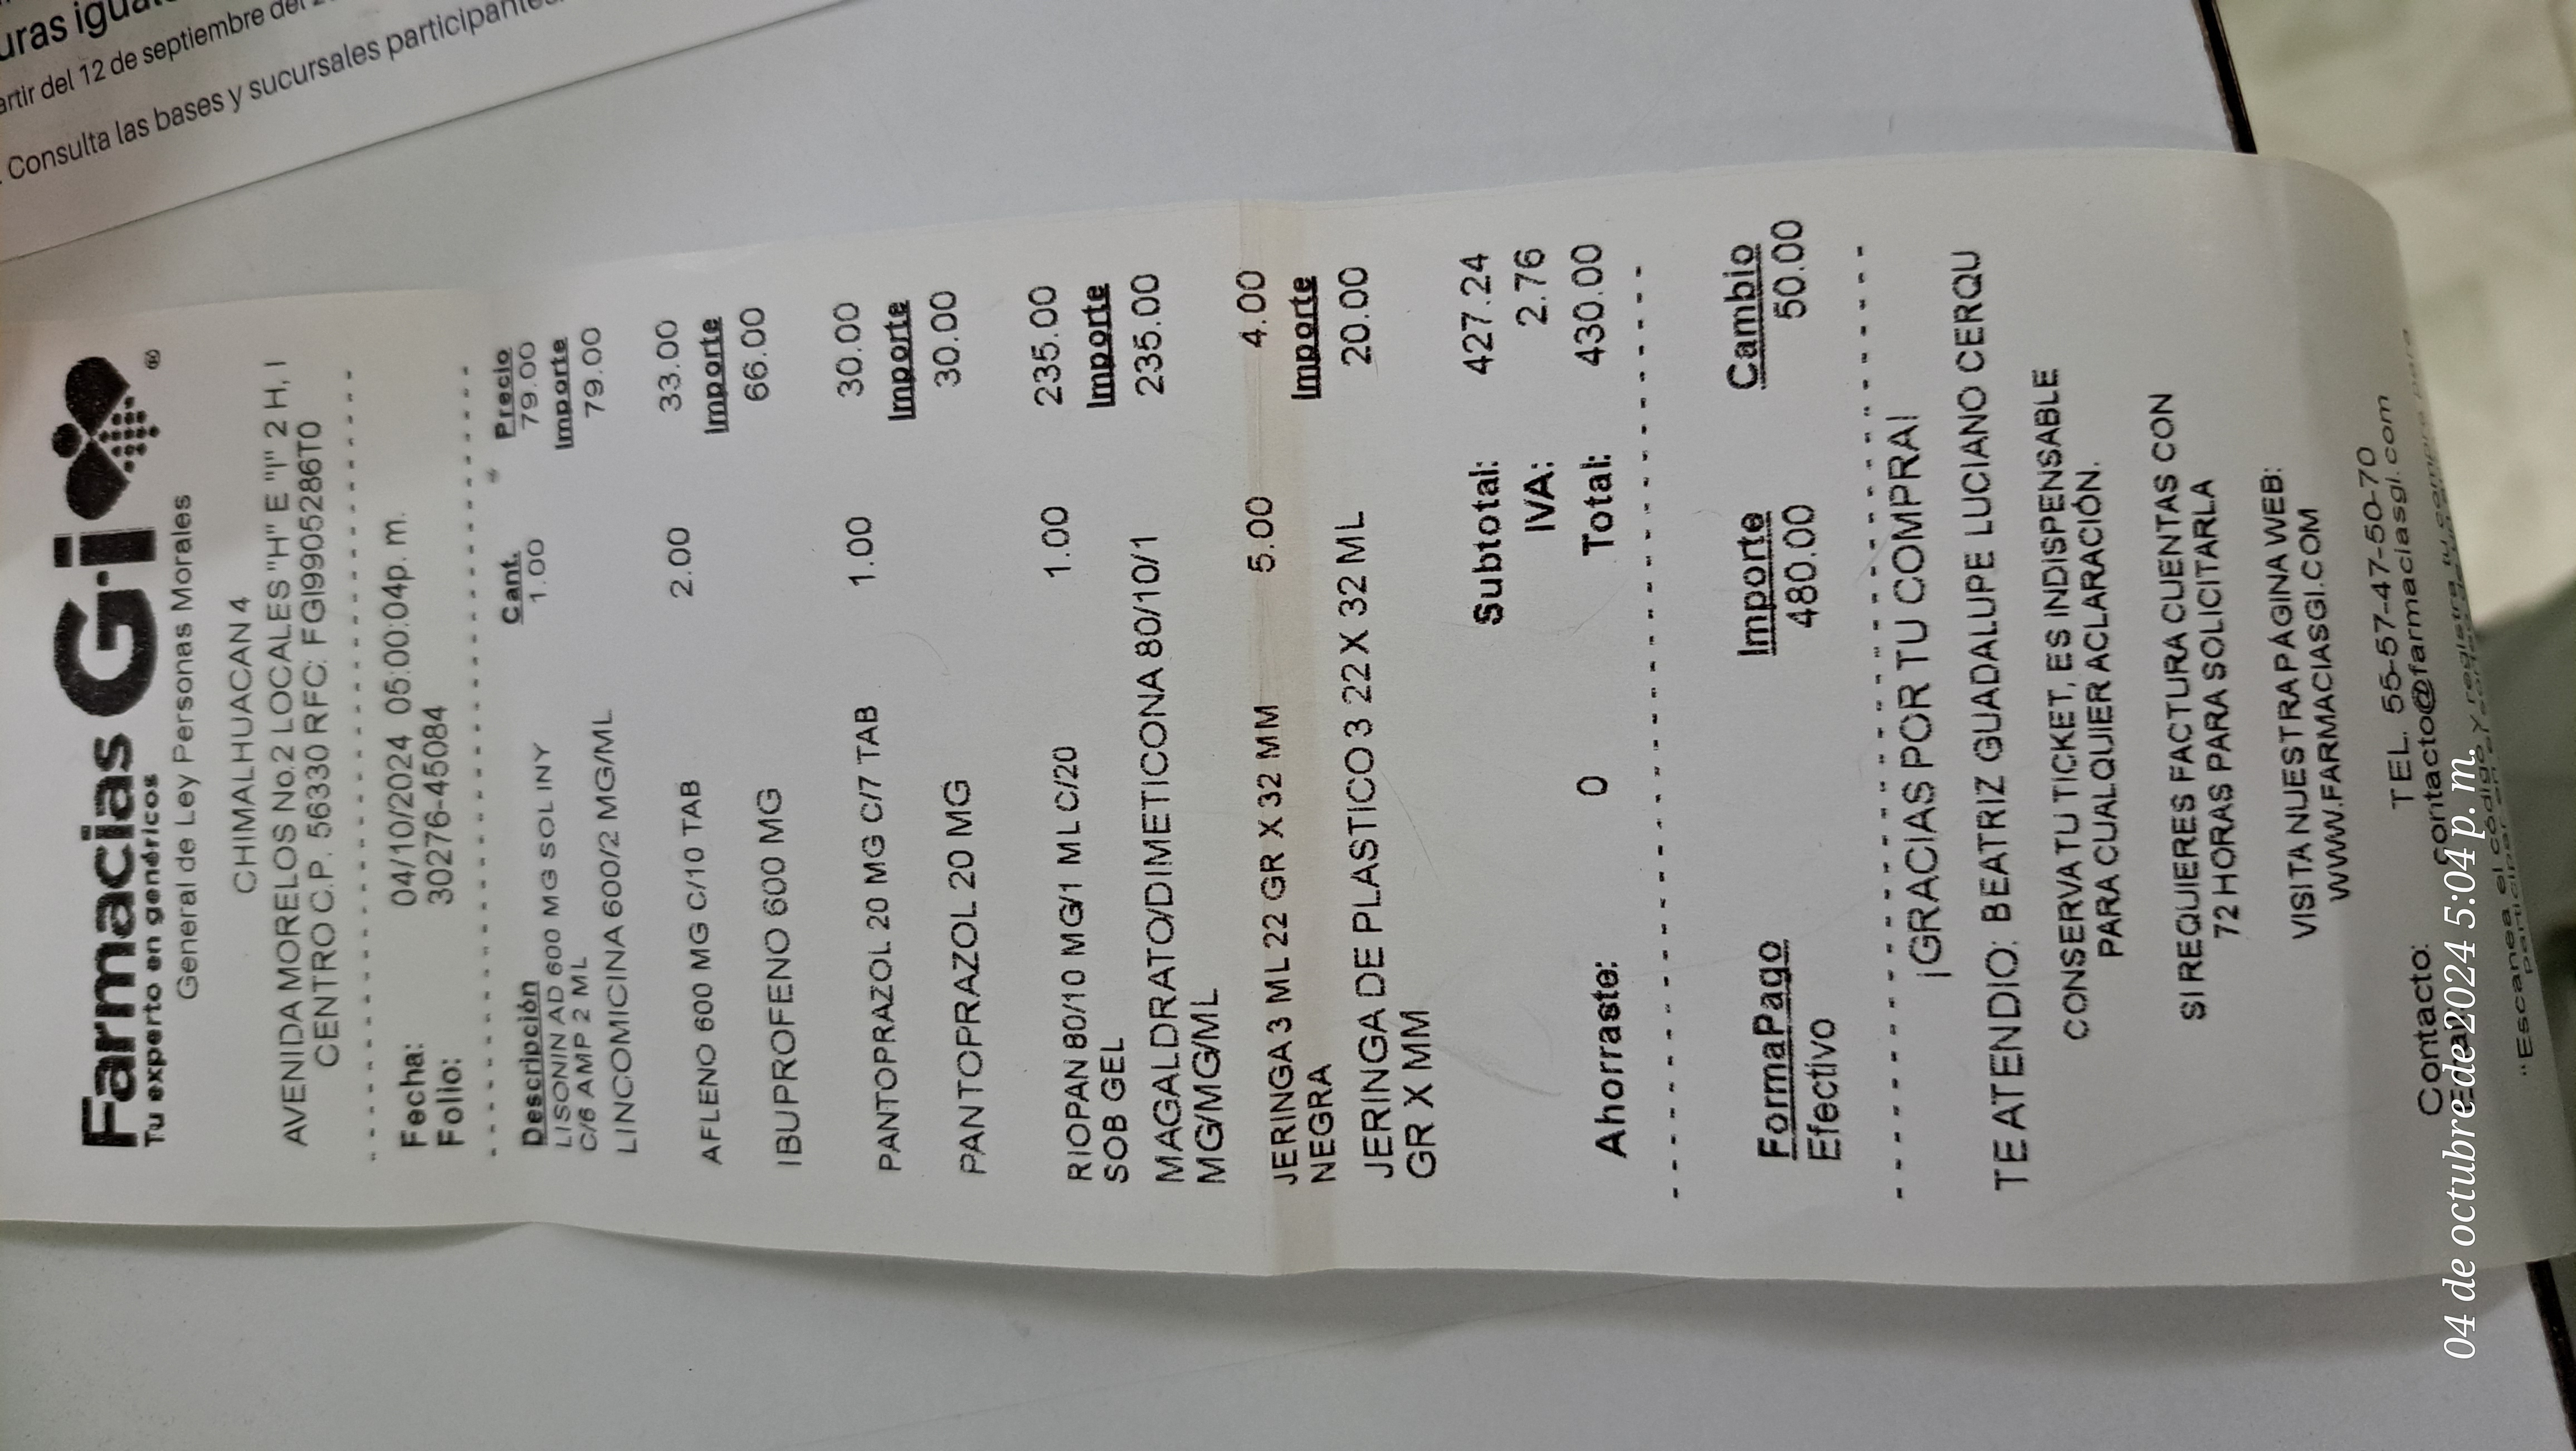 uras igual
artir del 12 de septiembre del
. Consulta las bases y sucursales participantes.
Farmacias Gi ®
Tu experto en genéricos
General de Ley Personas Morales
CHIMALHUACAN 4
AVENIDA MORELOS No.2 LOCALES "H" E "I" 2 H, I
CENTRO C.P. 56330 RFC: FGI9905286T0
Fecha: 04/10/2024 05:00:04p. m.
Folio: 30276-45084
Descripción Cant. Precio
LISONIN AD 600 MG SOL INY 1.00 79.00
C/6 AMP 2 ML Importe
LINCOMICINA 600/2 MG/ML 79.00
AFLENO 600 MG C/10 TAB 2.00 33.00
Importe
IBUPROFENO 600 MG 66.00
PANTOPRAZOL 20 MG C/7 TAB 1.00 30.00
Importe
PANTOPRAZOL 20 MG 30.00
RIOPAN 80/10 MG/1 ML C/20 1.00 235.00
SOB GEL Importe
MAGALDRATO/DIMETICONA 80/10/1 235.00
MG/MG/ML
JERINGA 3 ML 22 GR X 32 MM 5.00 4.00
NEGRA Importe
JERINGA DE PLASTICO 3 22 X 32 ML 20.00
GR X MM
Subtotal: 427.24
IVA: 2.76
Ahorraste: 0 Total: 430.00
FormaPago Importe Cambio
Efectivo 480.00 50.00
¡GRACIAS POR TU COMPRA!
TE ATENDIO: BEATRIZ GUADALUPE LUCIANO CERQU
CONSERVA TU TICKET, ES INDISPENSABLE
PARA CUALQUIER ACLARACIÓN.
SI REQUIERES FACTURA CUENTAS CON
72 HORAS PARA SOLICITARLA
VISITA NUESTRA PÁGINA WEB:
WWW.FARMACIASGI.COM
Contacto: TEL. 55-57-47-50-70
contacto@farmaciasgi.com
"Escanea el código y registra tu compra para
04 de octubre de 2024 5:04 p. m.